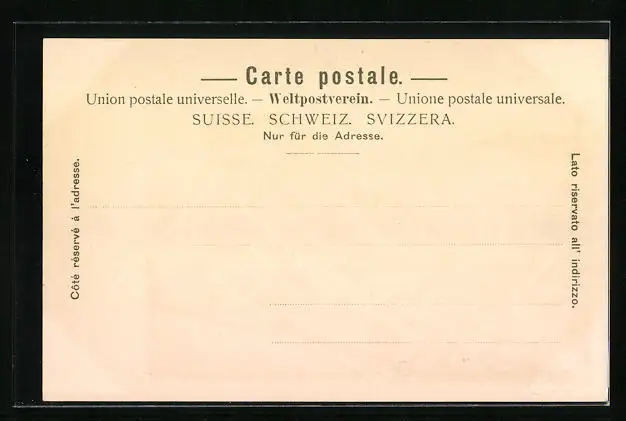 Carte postale.
Union postale universelle. — Weltpostverein. — Unione postale universale.
SUISSE. SCHWEIZ. SVIZZERA.
Nur für die Adresse.
Côté réservé à l'adresse.
Lato riservato all' indirizzo.